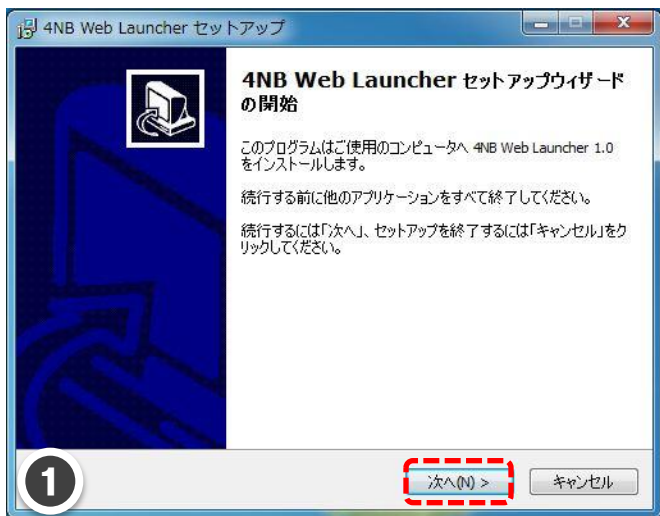 4NB Web Launcher セットアップ
4NB Web Launcher セットアップウィザード
の開始
このプログラムはご使用のコンピュータへ 4NB Web Launcher 1.0
をインストールします。
続行する前に他のアプリケーションをすべて終了してください。
続行するには「次へ」、セットアップを終了するには「キャンセル」をク
リックしてください。
1
次へ(N) >
キャンセル